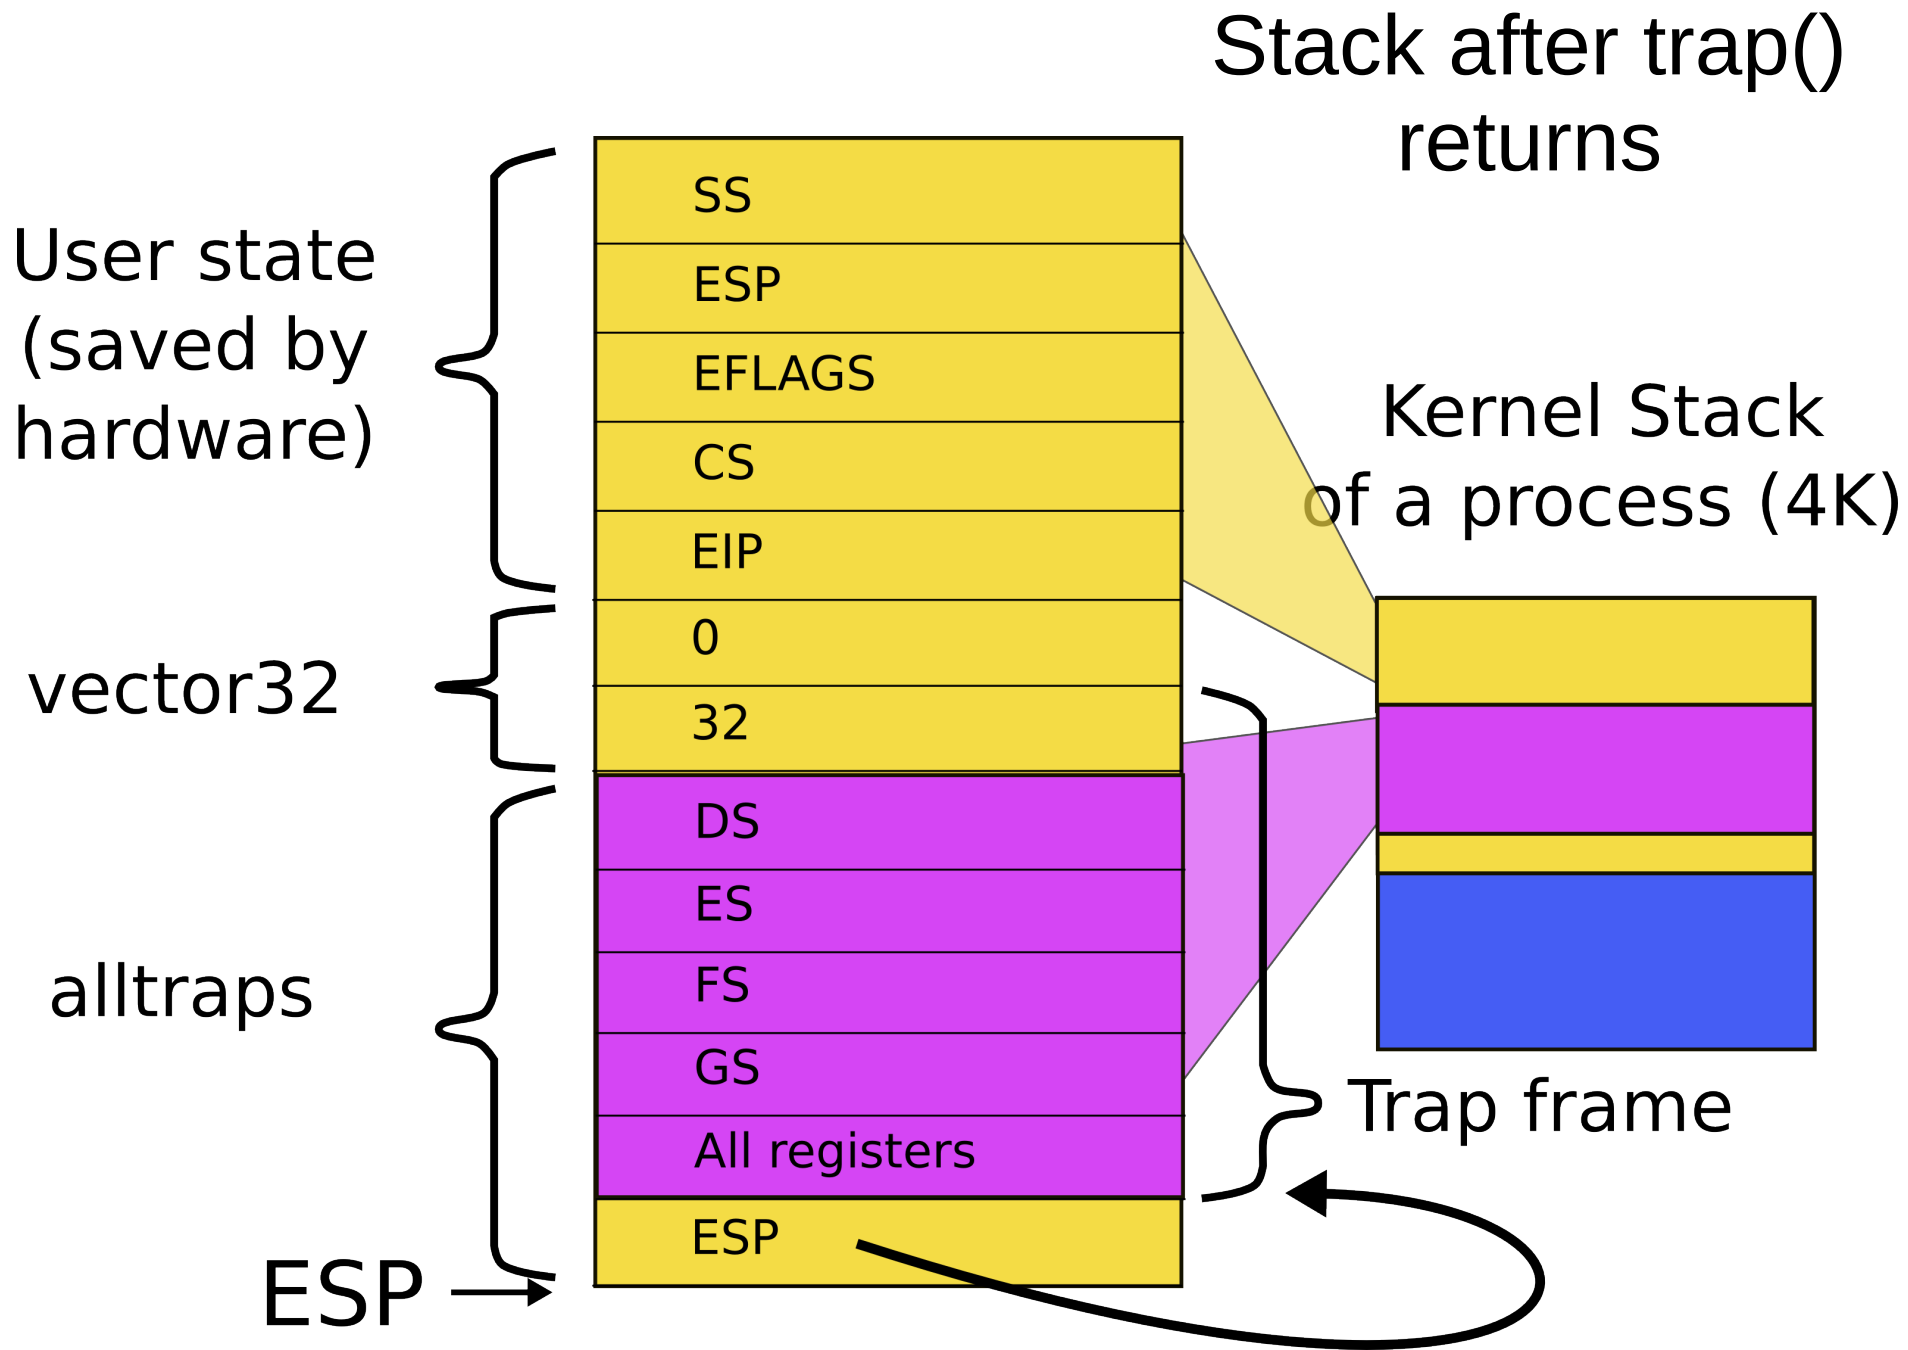 Stack after trap()
returns
User state
(saved by
hardware)
vector32
alltraps
ESP
SS
ESP
EFLAGS
CS
EIP
0
32
DS
ES
FS
GS
All registers
ESP
Kernel Stack
of a process (4K)
Trap frame